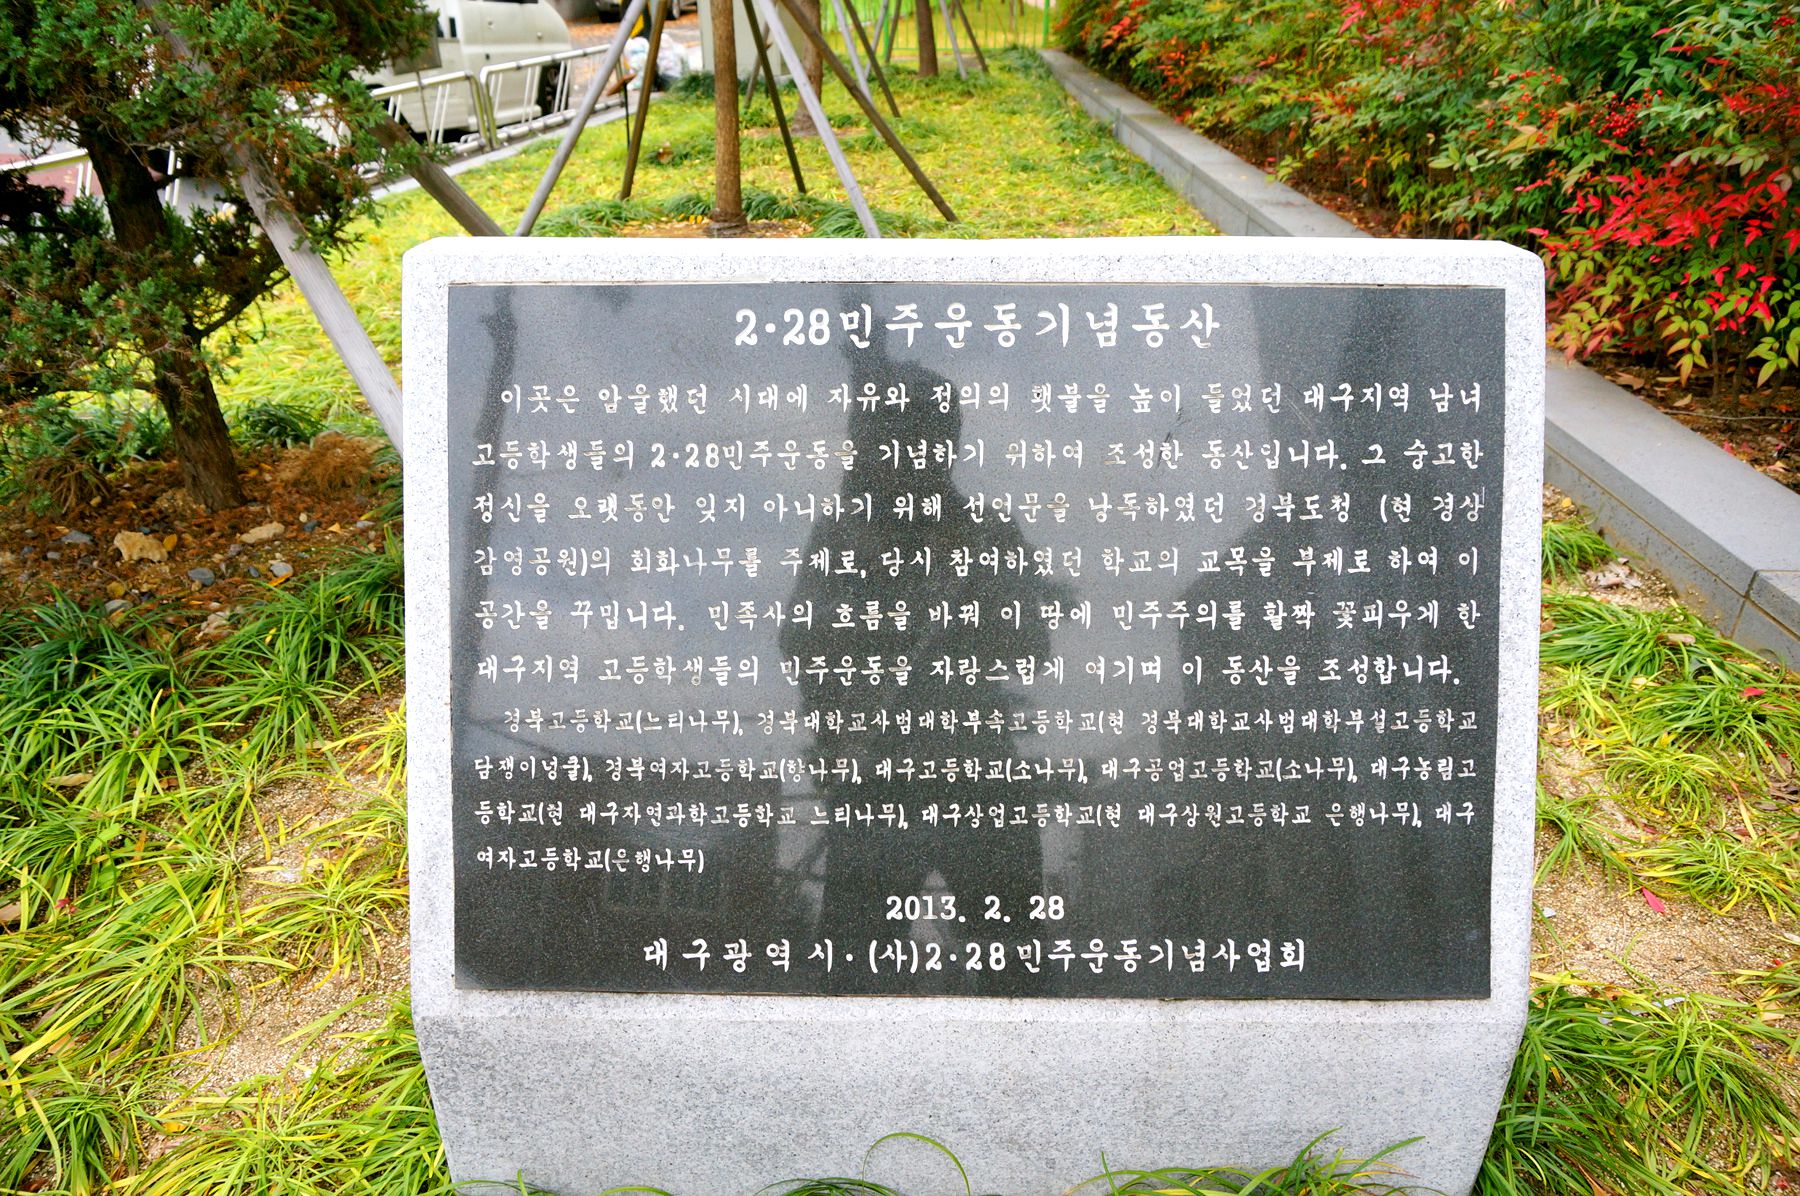 2·28민주운동기념동산
이곳은 암울했던 시대에 자유와 정의의 횃불을 높이 들었던 대구지역 남녀
고등학생들의 2·28민주운동을 기념하기 위하여 조성한 동산입니다. 그 숭고한
정신을 오랫동안 잊지 아니하기 위해 선언문을 낭독하였던 경북도청 (현 경상
감영공원)의 회화나무를 주제로, 당시 참여하였던 학교의 교목을 부제로 하여 이
공간을 꾸밉니다. 민족사의 흐름을 바꿔 이 땅에 민주주의를 활짝 꽃피우게 한
대구지역 고등학생들의 민주운동을 자랑스럽게 여기며 이 동산을 조성합니다.
경북고등학교(느티나무), 경북대학교사범대학부속고등학교(현 경북대학교사범대학부설고등학교
담쟁이넝쿨), 경북여자고등학교(향나무), 대구고등학교(소나무), 대구공업고등학교(소나무), 대구농림고
등학교(현 대구자연과학고등학교 느티나무), 대구상업고등학교(현 대구상원고등학교 은행나무), 대구
여자고등학교(은행나무)
2013. 2. 28
대구광역시·(사)2·28민주운동기념사업회